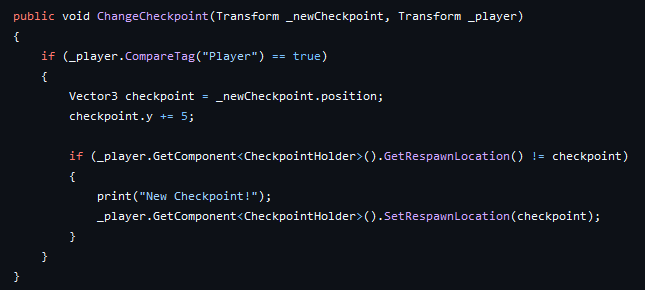 public void ChangeCheckpoint(Transform _newCheckpoint, Transform _player)
{
if (_player.CompareTag("Player") == true)
{
Vector3 checkpoint = _newCheckpoint.position;
checkpoint.y += 5;
if (_player.GetComponent<CheckpointHolder>().GetRespawnLocation() != checkpoint)
{
print("New Checkpoint!");
_player.GetComponent<CheckpointHolder>().SetRespawnLocation(checkpoint);
}
}
}